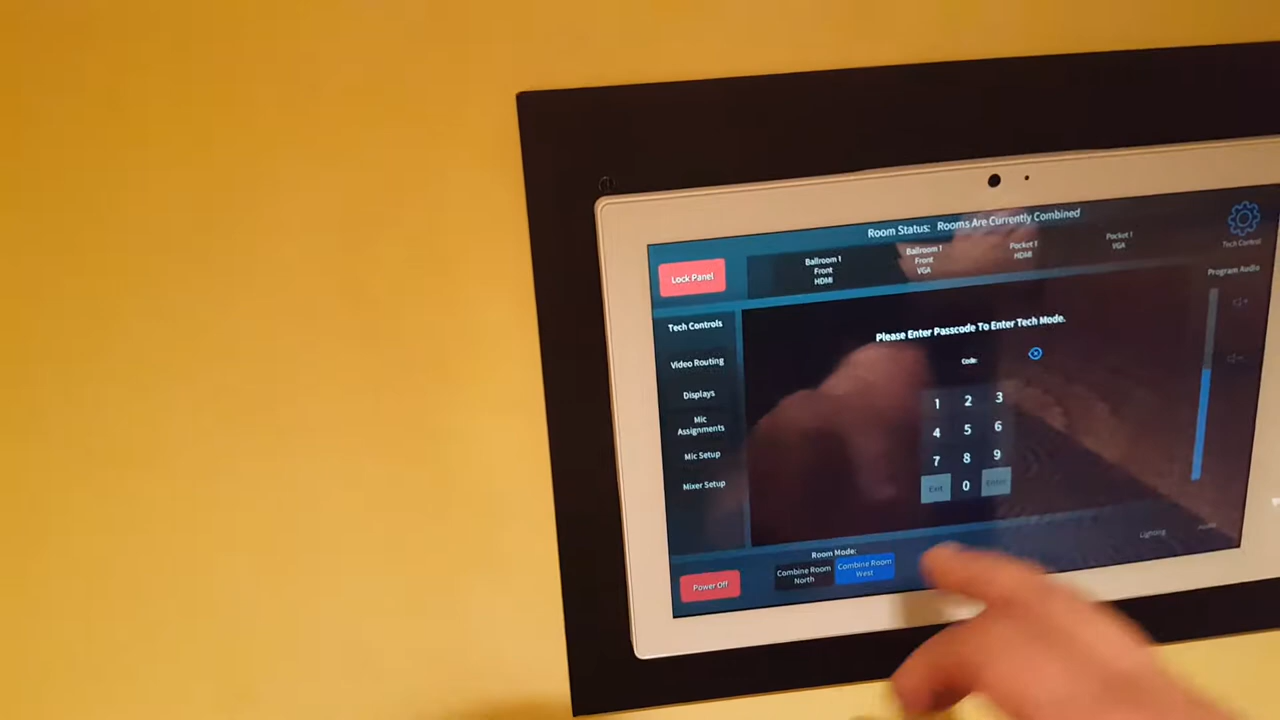 Room Status: Rooms Are Currently Combined
Lock Panel
Ballroom 1
Front
HDMI
Ballroom 1
Front
VGA
Pocket 1
HDMI
Pocket 1
VGA
Tech Control
Program Audio
Tech Controls
Video Routing
Displays
Mic
Assignments
Mic Setup
Mixer Setup
Please Enter Passcode To Enter Tech Mode.
Code:
1 2 3
4 5 6
7 8 9
Exit 0 Enter
Room Mode:
Power Off
Combine Room
North
Combine Room
West
Lighting